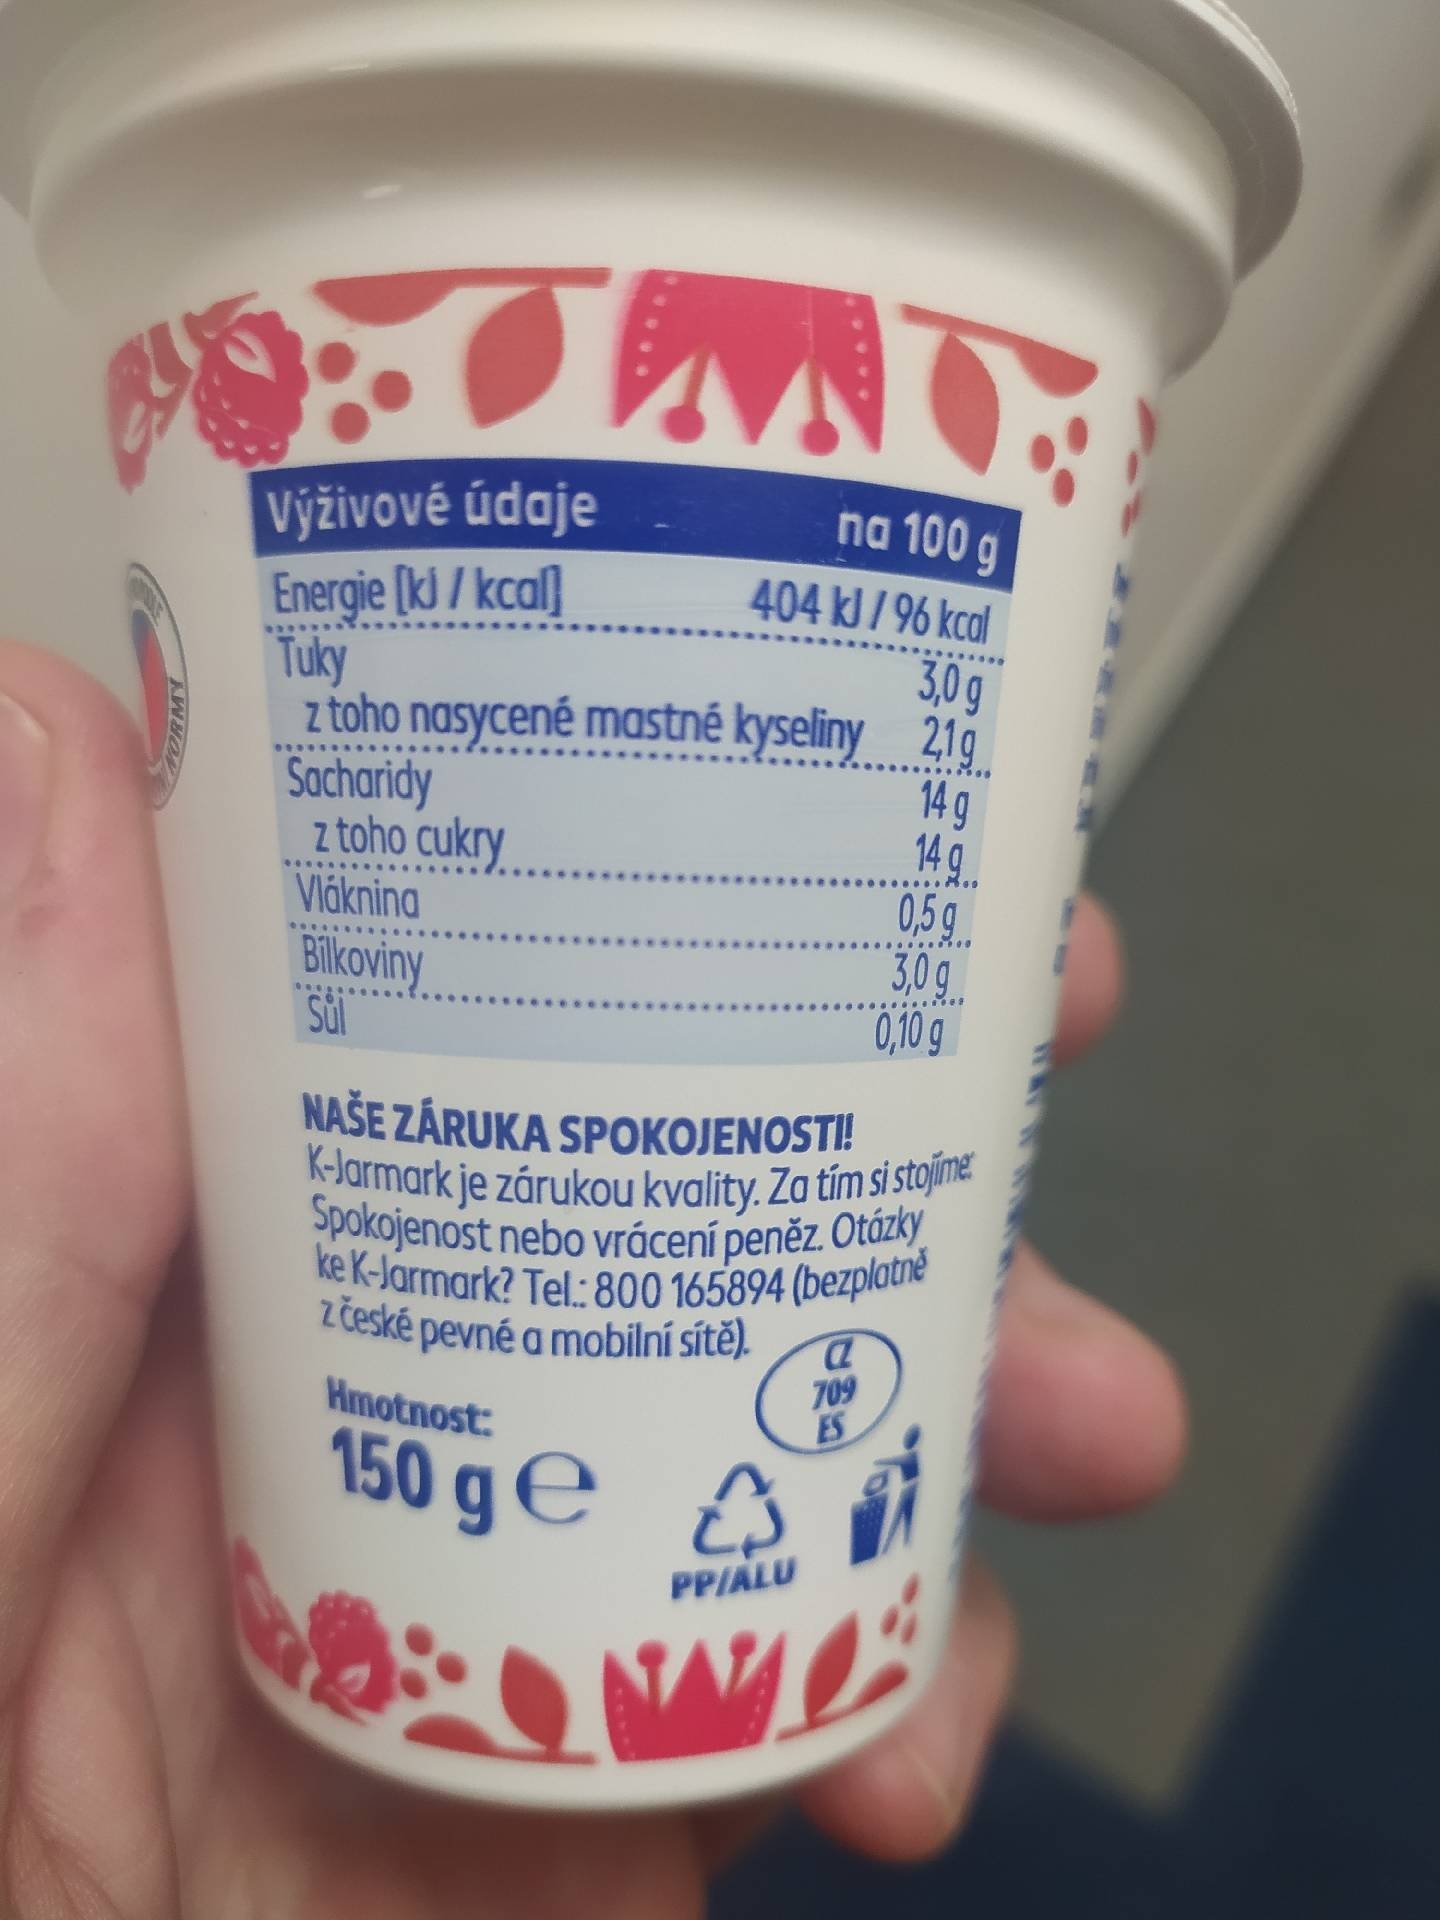 Výživové údaje na 100 g
Energie [kJ / kcal] 404 kJ / 96 kcal
Tuky 3,0 g
z toho nasycené mastné kyseliny 2,1 g
Sacharidy 14 g
z toho cukry 14 g
Vláknina 0,5 g
Bílkoviny 3,0 g
Sůl 0,10 g
NORMY
NAŠE ZÁRUKA SPOKOJENOSTI!
K-Jarmark je zárukou kvality. Za tím si stojíme:
Spokojenost nebo vrácení peněz. Otázky
ke K-Jarmark? Tel.: 800 165894 (bezplatně
z české pevné a mobilní sítě).
CZ
709
ES
Hmotnost:
150 g e
PP/ALU